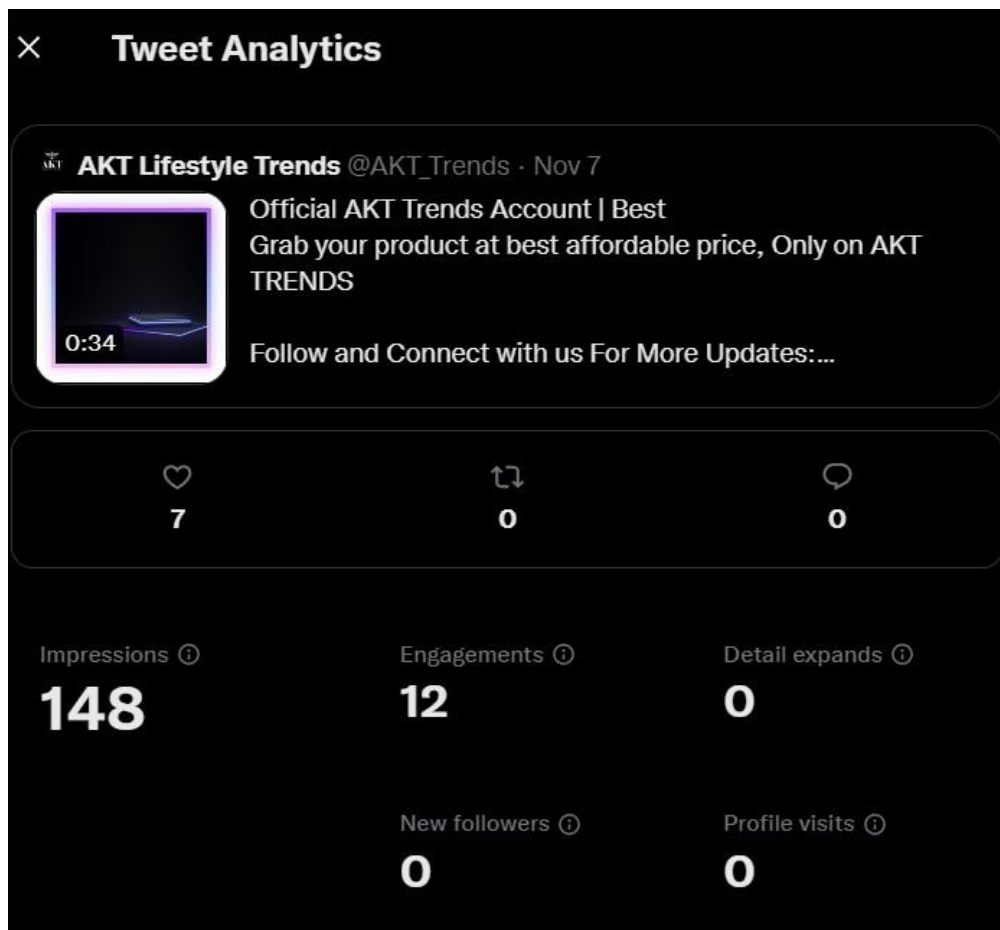 Tweet Analytics
AKT AKT Lifestyle Trends @AKT_Trends · Nov 7
Official AKT Trends Account | Best
Grab your product at best affordable price, Only on AKT
TRENDS
0:34
Follow and Connect with us For More Updates:...
7 0 0
Impressions Engagements Detail expands
148 12 0
New followers Profile visits
0 0